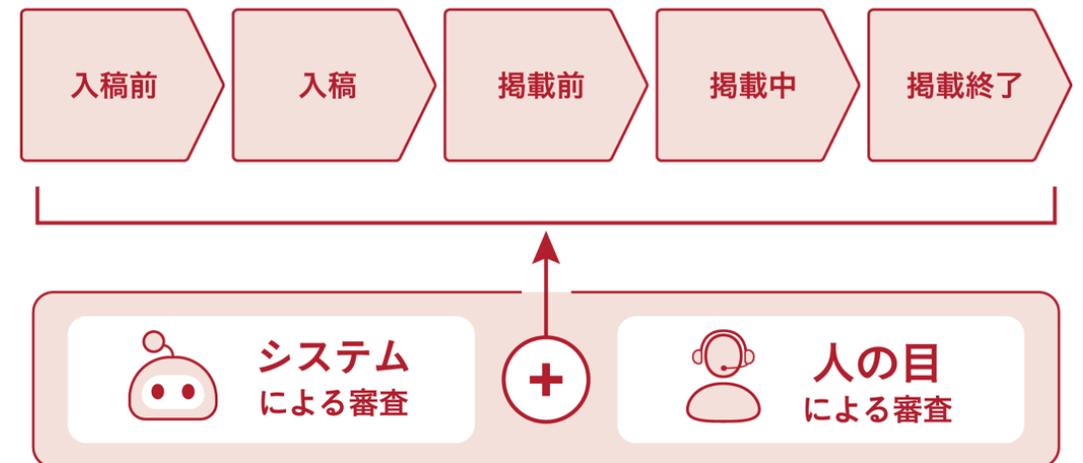 入稿前
入稿
掲載前
掲載中
掲載終了
システム
による審査
+
人の目
による審査